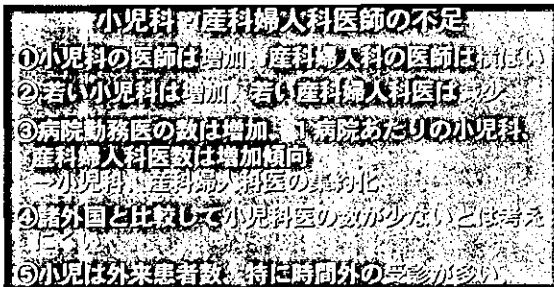 小児科・産科婦人科医師の不足
①小児科の医師は増加、産科婦人科の医師は横ばい
②若い小児科は増加、若い産科婦人科医は減少
③病院勤務医の数は増加、1病院あたりの小児科、
産科婦人科医数は増加傾向
→小児科、産科婦人科医の集約化
④諸外国と比較して小児科医の数が少ないとは考え
にくい
⑤小児は外来患者数、特に時間外の受診が多い